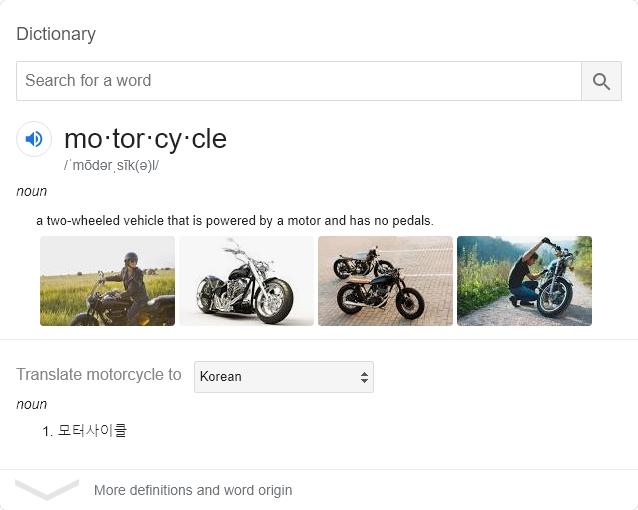 Dictionary
Search for a word
mo·tor·cy·cle
/ˈmōdərˌsīk(ə)l/
noun
a two-wheeled vehicle that is powered by a motor and has no pedals.
Translate motorcycle to Korean
noun
1. 모터사이클
More definitions and word origin